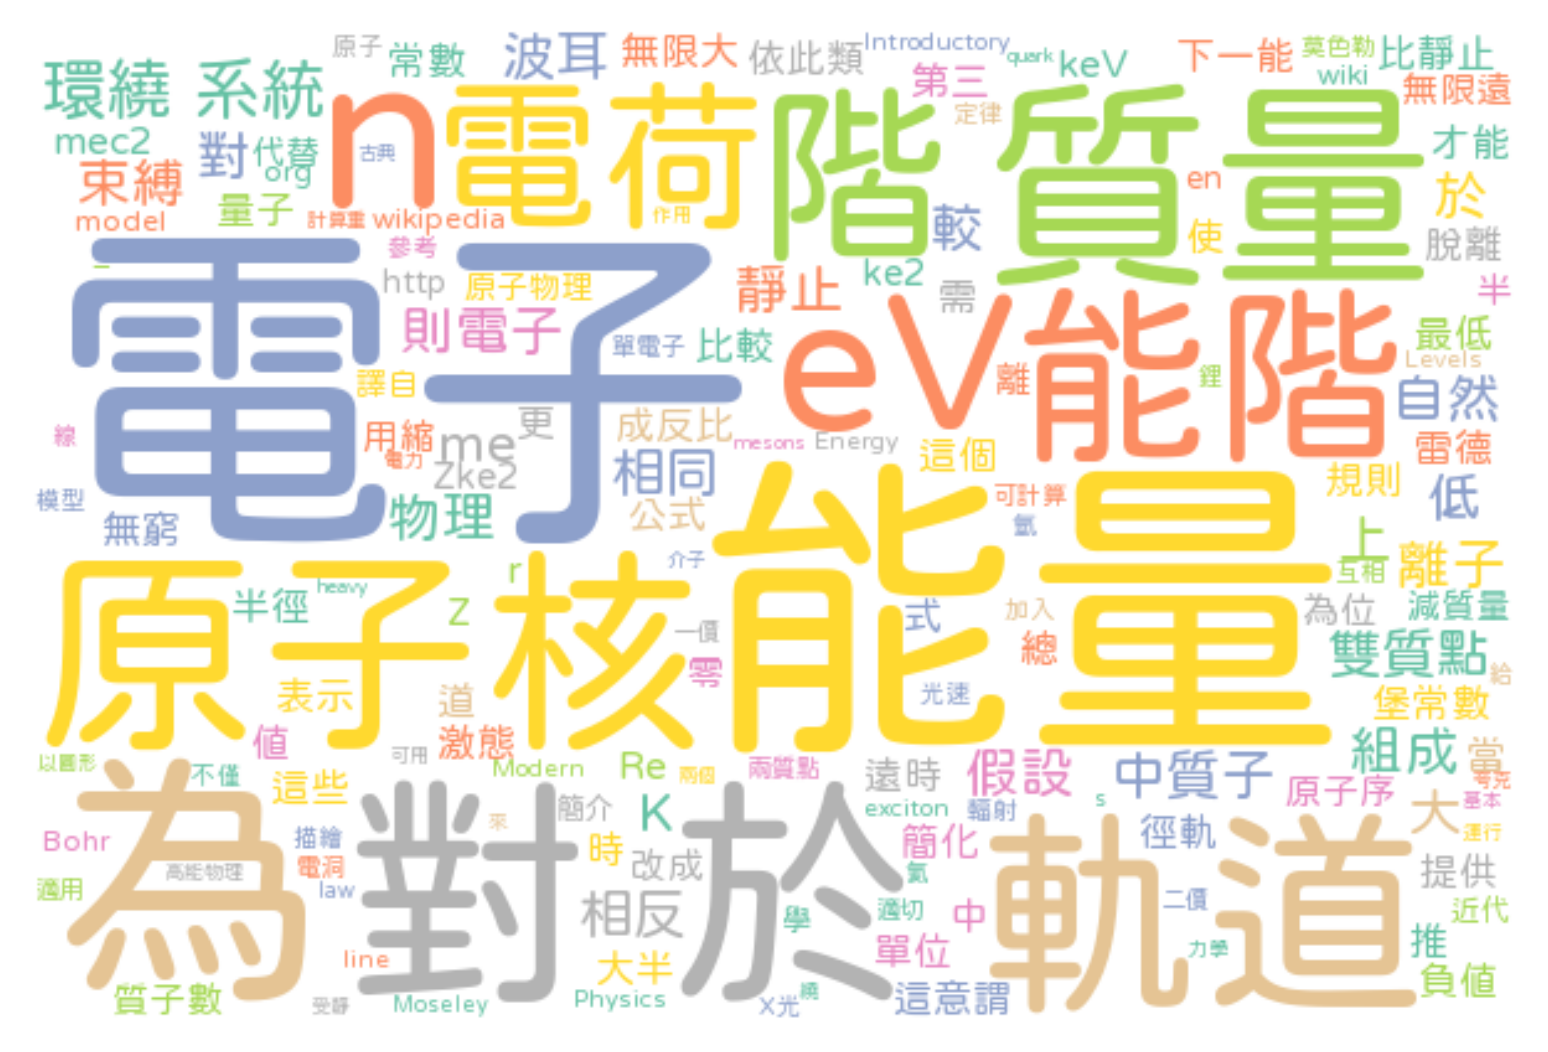 原子
常數
波耳
無限大
依此類
Introductory
quark
keV
下一能
莫色勒
比靜止
wiki
無限遠
環繞 系統
第三
定律
n
電荷
階
質量
mec2
對
代替
古典
org
才能
束縛
en
於
model
量子
計算重
wikipedia
作用
較
使
脫離
參考
電子
http
原子物理
靜止
ke2
需
半
則電子
單電子
比較
eV
能階
最低
Levels
離
鋰
譯自
自然
線
用縮
電力
me
更
成反比
mesons
Energy
這個
雷德
Zke2
相同
規則
模型
可計算
低
無窮
物理
公式
氫
上
能量
原子核
介子
互相
離子
r
heavy
半徑
Z
一價
式
加入
為位
減質量
總
雙質點
零
給
表示
道
光速
堡常數
值
激態
可用
組成
當
以圓形
不僅
Modern
Re
兩個
兩質點
遠時
假設
中質子
夸克
這些
原子序
為
對於
簡介
K
exciton
輻射
s
大
基本
來
軌道
Bohr
描繪
時
簡化
徑軌
運行
高能物理
電洞
改成
氦
提供
適用
law
相反
學
適切
中
二價
近代
line
大半
單位
力學
推
質子數
受靜
Moseley
Physics
X光
繞
這意謂
負值